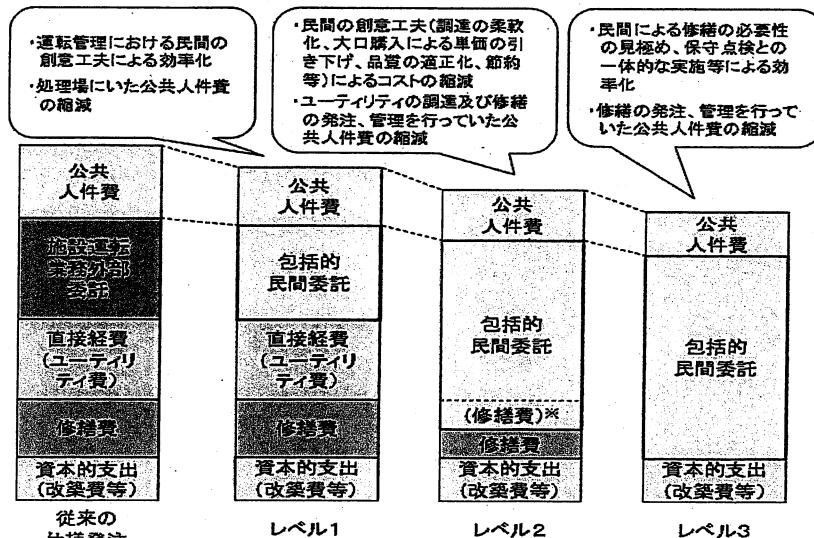 ・運転管理における民間の
創意工夫による効率化
・処理場にいた公共人件費
の縮減
・民間の創意工夫(調達の柔軟
化、大口購入による単価の引
き下げ、品質の適正化、節約
等)によるコストの縮減
・ユーティリティの調達及び修繕
の発注、管理を行っていた公
共人件費の縮減
・民間による修繕の必要性
の見極め、保守点検との
一体的な実施等による効
率化
・修繕の発注、管理を行って
いた公共人件費の縮減
公共
人件費
施設運転
業務外部
委託
直接経費
(ユーティリ
ティ費)
修繕費
資本的支出
(改築費等)
従来の
仕様発注
公共
人件費
包括的
民間委託
直接経費
(ユーティリ
ティ費)
修繕費
資本的支出
(改築費等)
レベル1
公共
人件費
包括的
民間委託
(修繕費)※
修繕費
資本的支出
(改築費等)
レベル2
公共
人件費
包括的
民間委託
資本的支出
(改築費等)
レベル3